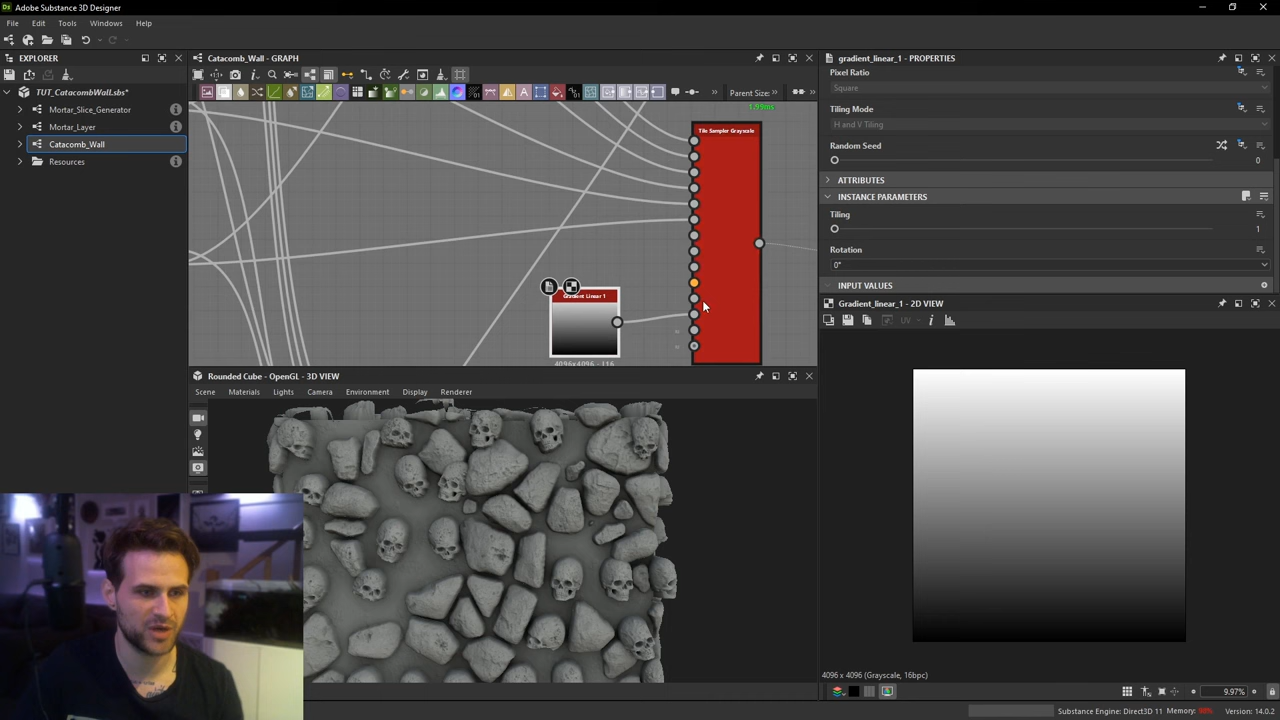 Adobe Substance 3D Designer
File Edit Tools Windows Help
EXPLORER
TUT_CatacombWall.sbs*
Mortar_Slice_Generator
Mortar_Layer
Catacomb_Wall
Resources
Catacomb_Wall - GRAPH
Parent Size:
1.99ms
Tile Sampler Grayscale
Gradient Linear 1
4096x4096 - L16
Rounded Cube - OpenGL - 3D VIEW
Scene Materials Lights Camera Environment Display Renderer
gradient_linear_1 - PROPERTIES
Pixel Ratio
Square
Tiling Mode
H and V Tiling
Random Seed
0
ATTRIBUTES
INSTANCE PARAMETERS
Tiling
1
Rotation
0°
INPUT VALUES
Gradient_linear_1 - 2D VIEW
UV
4096 x 4096 (Grayscale, 16bpc)
9.97%
Substance Engine: Direct3D 11 Memory: 98% Version: 14.0.2